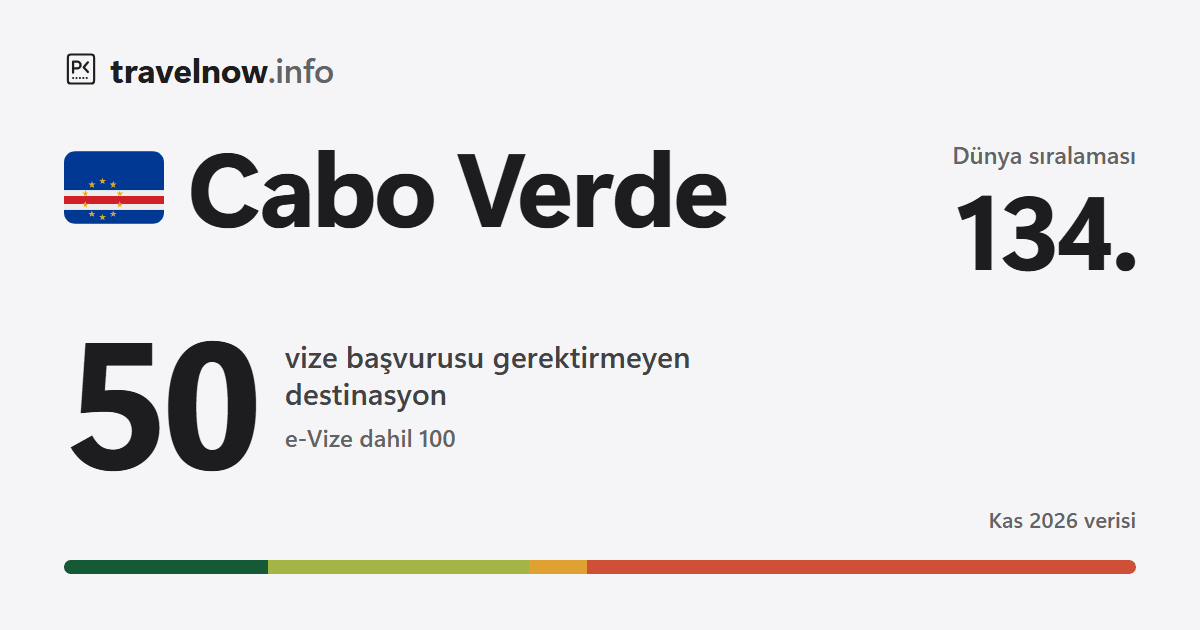 travelnow.info
Cabo Verde
Dünya sıralaması
134.
50
vize başvurusu gerektirmeyen
destinasyon
e-Vize dahil 100
Kas 2026 verisi